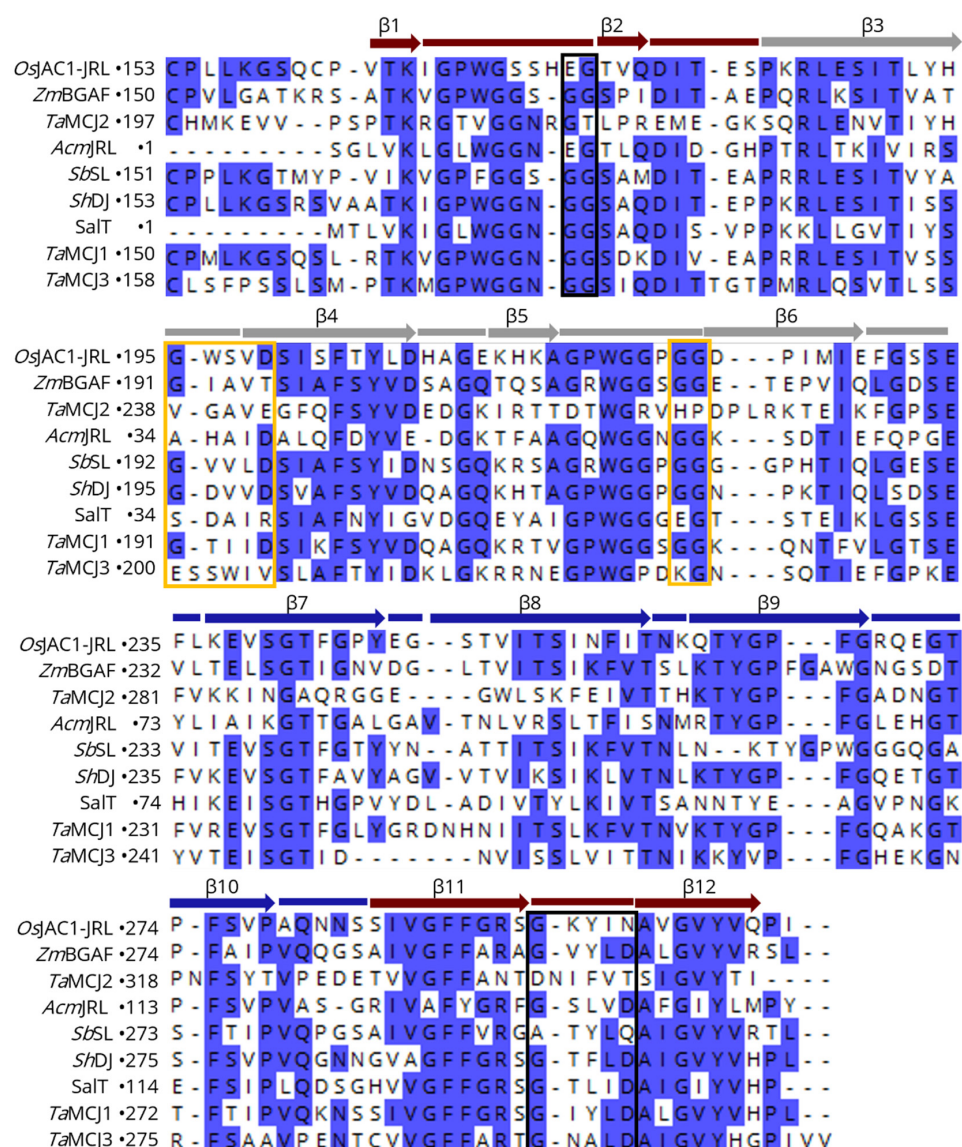 β1 β2 β3
OsJAC1-JRL •153 CPLLKGSQCP-VTKIGPWGSSHEGTVQDIT-ESPKRLESITLYH
ZmBGAF •150 CPVLGATKRS-ATKVGPWGGS-GGSPIDIT-AEPQRLKSITVAT
TaMCJ2 •197 CHMKEVV--PSPTKRGTVGGNRGTLPREME-GKSQRLENVTIYH
AcmJRL •1 ---------SGLVKLGLWGGN-EGTLQDID-GHPTRLTKIVIRS
SbSL •151 CPPLKGTMYP-VIKVGPFGGS-GGSAMDIT-EAPRRLESITVYA
ShDJ •153 CPLLKGSRSVAATKIGPWGGN-GGSAQDIT-EPPKRLESITISS
SalT •1 ---------MTLVKIGLWGGN-GGSAQDIS-VPPKKLLGVTIYS
TaMCJ1 •150 CPMLKGSQSL-RTKVGPWGGN-GGSDKDIV-EAPRRLESITVSS
TaMCJ3 •158 CLSFPSSLSM-PTKMGPWGGN-GGSIQDITTGTPMRLQSVTLSS
β4 β5 β6
OsJAC1-JRL •195 G-WSVDSISFTYLDHAGEKHKAGPWGGPGGD---PIMIEFGSSE
ZmBGAF •191 G-IAVTSIAFSYVDSAGQTQSAGRWGGSGGE--TEPVIQLGDSE
TaMCJ2 •238 V-GAVEGFQFSYVDEDGKIRTTDTWGRVHPDPLRKTEIKFGPSE
AcmJRL •34 A-HAIDALQFDYVE-DGKTFAAGQWGGNGGK---SDTIEFQPGE
SbSL •192 G-VVLDSIAFSYIDNSGQKRSAGRWGGPGGG--GPHTIQLGESE
ShDJ •195 G-DVVDSVAFSYVDQAGQKHTAGPWGGPGGN---PKTIQLSDSE
SalT •34 S-DAIRSIAFNYIGVDGQEYAIGPWGGGEGT---STEIKLGSSE
TaMCJ1 •191 G-TIIDSIKFSYVDQAGQKRTVGPWGGSGGK---QNTFVLGTSE
TaMCJ3 •200 ESSWIVSLAFTYIDKLGKRRNEGPWGPDKGN---SQTIEFGPKE
β7 β8 β9
OsJAC1-JRL •235 FLKEVSGTFGPYEG--STVITSINFITNKQTYGP---FGRQEGT
ZmBGAF •232 VLTELSGTIGNVDG--LTVITSIKFVTSLKTYGPFGAWGNGSDT
TaMCJ2 •281 FVKKINGAQRGGE----GWLSKFEIVTTHKTYGP---FGADNGT
AcmJRL •73 YLIAIKGTTGALGAV-TNLVRSLTFISNMRTYGP---FGLEHGT
SbSL •233 VITEVSGTFGTYYN--ATTITSIKFVTNLN--KTYGPWGGGQGA
ShDJ •235 FVKEVSGTFAVYAGV-VTVIKSIKLVTNLKTYGP---FGQETGT
SalT •74 HIKEISGTHGPVYDL-ADIVTYLKIVTSANNTYE---AGVPNGK
TaMCJ1 •231 FVREVSGTFGLYGRDNHNIITSLKFVTNVKTYGP---FGQAKGT
TaMCJ3 •241 YVTEISGTID-------NVISSLVITTNIKKYVP---FGHEKGN
β10 β11 β12
OsJAC1-JRL •274 P-FSVPAQNNSSIVGFFGRSG-KYINAVGVYVQPI--
ZmBGAF •274 P-FAIPVQQGSAIVGFFARAG-VYLDALGVYVRSL--
TaMCJ2 •318 PNFSYTVPEDETVVGFFANTDNIFVTSIGVYTI----
AcmJRL •113 P-FSVPVAS-GRIVAFYGRFG-SLVDAFGIYLMPY--
SbSL •273 S-FTIPVQPGSAIVGFFVRGA-TYLQAIGVYVRTL--
ShDJ •275 S-FSVPVQGNNGVAGFFGRSG-TFLDAIGVYVHPL--
SalT •114 E-FSIPLQDSGHVVGFFGRSG-TLIDAIGIYVHP---
TaMCJ1 •272 T-FTIPVQKNSSIVGFFGRSG-IYLDALGVYVHPL--
TaMCJ3 •275 R-FSAAVPENTCVVGFFARTG-NALDAIGVYHGPLVV